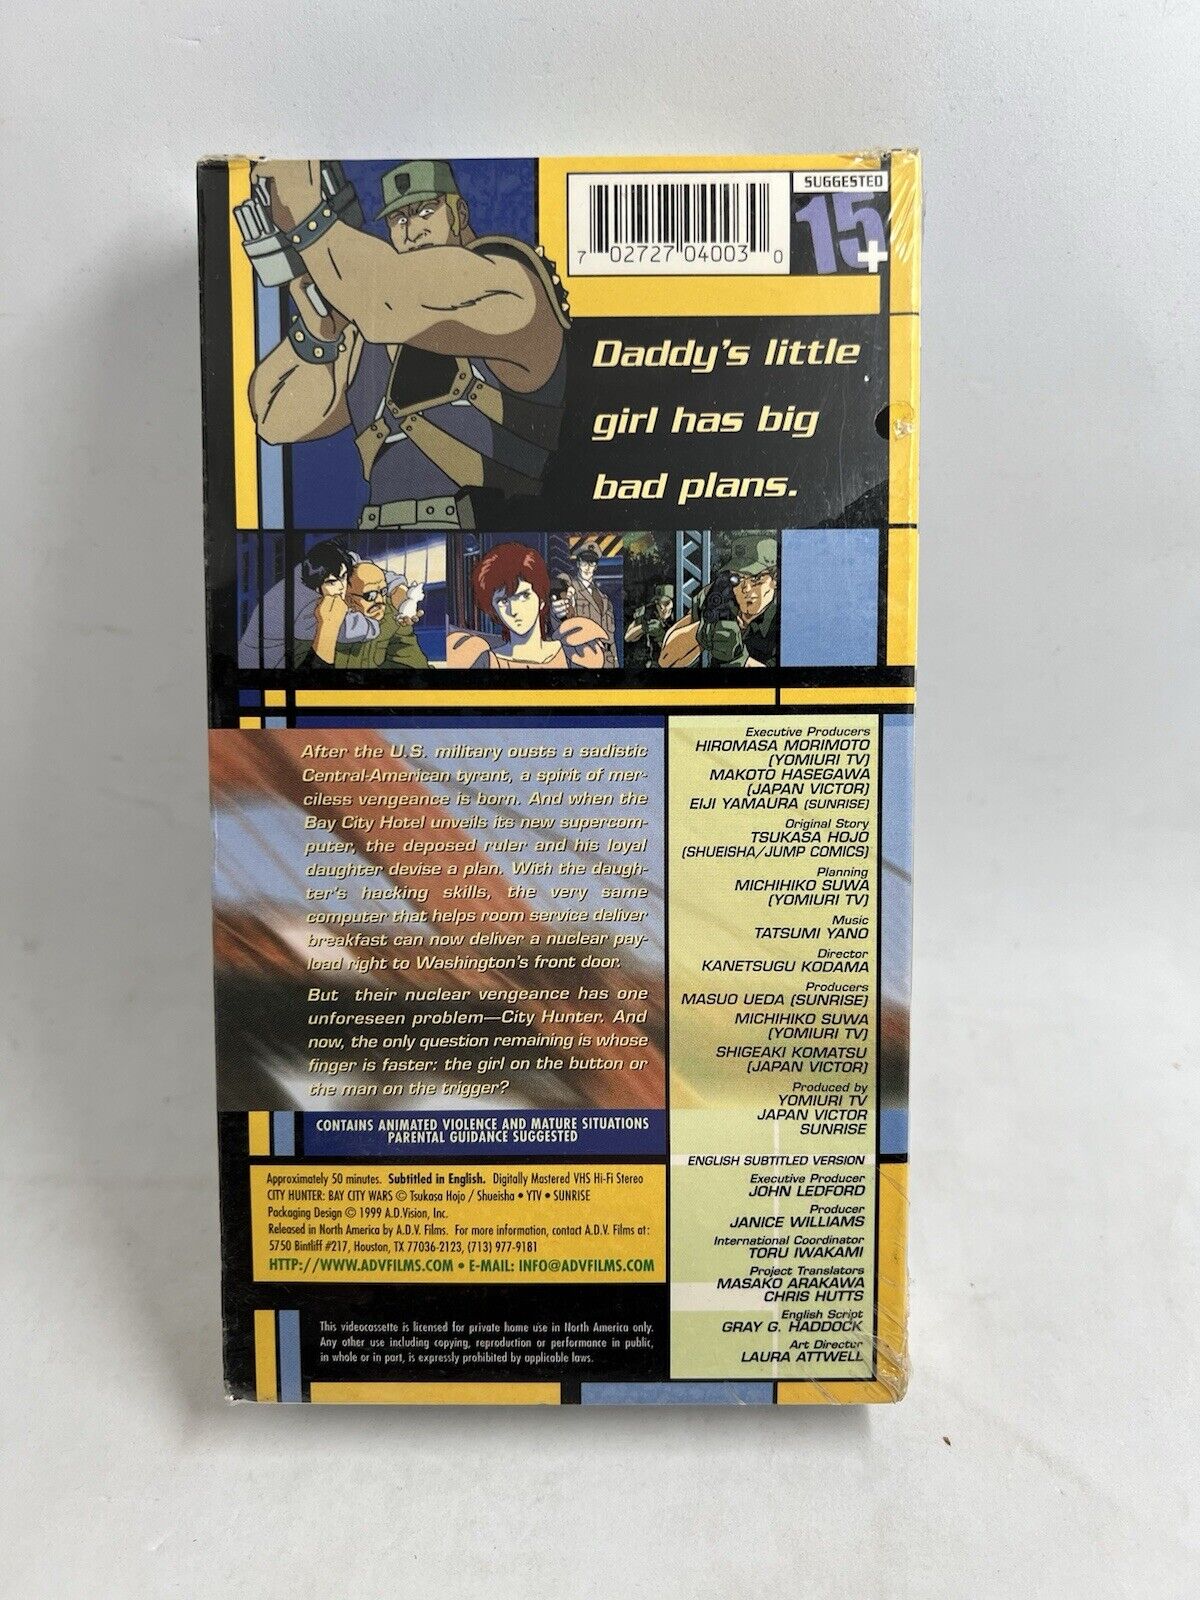 7 02727 04003 0
SUGGESTED
15+
Daddy's little
girl has big
bad plans.
After the U.S. military ousts a sadistic
Central-American tyrant, a spirit of mer-
ciless vengeance is born. And when the
Bay City Hotel unveils its new supercom-
puter, the deposed ruler and his loyal
daughter devise a plan. With the daugh-
ter's hacking skills, the very same
computer that helps room service deliver
breakfast can now deliver a nuclear pay-
load right to Washington's front door.
But their nuclear vengeance has one
unforeseen problem—City Hunter. And
now, the only question remaining is whose
finger is faster: the girl on the button or
the man on the trigger?
CONTAINS ANIMATED VIOLENCE AND MATURE SITUATIONS
PARENTAL GUIDANCE SUGGESTED
Approximately 50 minutes. Subtitled in English. Digitally Mastered VHS Hi-Fi Stereo
CITY HUNTER: BAY CITY WARS © Tsukasa Hojo / Shueisha • YTV • SUNRISE
Packaging Design © 1999 A.D.Vision, Inc.
Released in North America by A.D.V. Films. For more information, contact A.D.V. Films at:
5750 Bintliff #217, Houston, TX 77036-2123, (713) 977-9181
HTTP://WWW.ADVFILMS.COM • E-MAIL: INFO@ADVFILMS.COM
This videocassette is licensed for private home use in North America only.
Any other use including copying, reproduction or performance in public,
in whole or in part, is expressly prohibited by applicable laws.
Executive Producers
HIROMASA MORIMOTO
(YOMIURI TV)
MAKOTO HASEGAWA
(JAPAN VICTOR)
EIJI YAMAURA (SUNRISE)
Original Story
TSUKASA HOJO
(SHUEISHA/JUMP COMICS)
Planning
MICHIHIKO SUWA
(YOMIURI TV)
Music
TATSUMI YANO
Director
KANETSUGU KODAMA
Producers
MASUO UEDA (SUNRISE)
MICHIHIKO SUWA
(YOMIURI TV)
SHIGEAKI KOMATSU
(JAPAN VICTOR)
Produced by
YOMIURI TV
JAPAN VICTOR
SUNRISE
ENGLISH SUBTITLED VERSION
Executive Producer
JOHN LEDFORD
Producer
JANICE WILLIAMS
International Coordinator
TORU IWAKAMI
Project Translators
MASAKO ARAKAWA
CHRIS HUTTS
English Script
GRAY G. HADDOCK
Art Director
LAURA ATTWELL